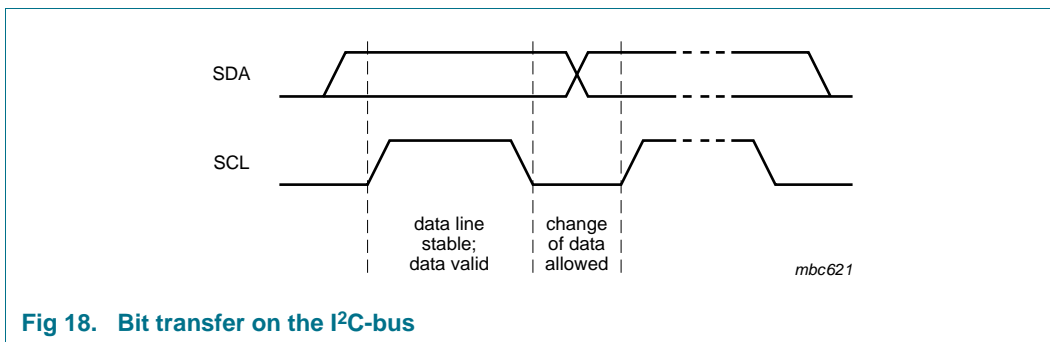 SDA
SCL
data line
stable;
data valid
change
of data
allowed
mbc621
Fig 18. Bit transfer on the I²C-bus